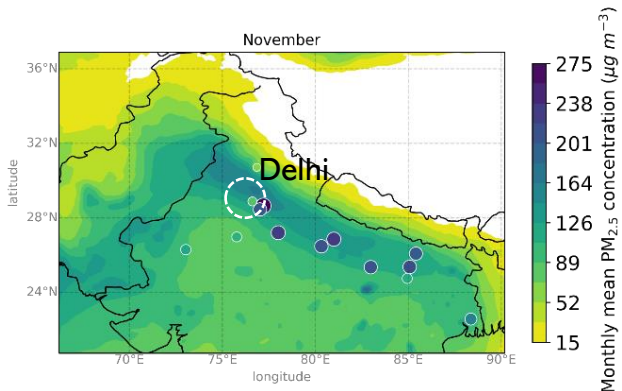 November
36°N
32°N
28°N
24°N
70°E
75°E
80°E
85°E
90°E
latitude
longitude
Delhi
275
238
201
164
126
89
52
15
Monthly mean PM2.5 concentration (μg m⁻³)